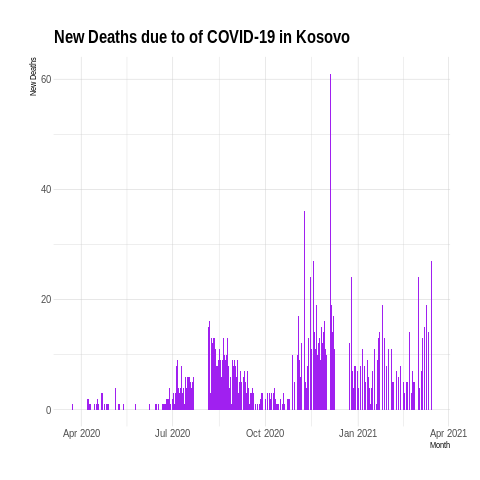 New Deaths due to of COVID-19 in Kosovo
New Deaths
60
40
20
0
Apr 2020
Jul 2020
Oct 2020
Jan 2021
Apr 2021
Month